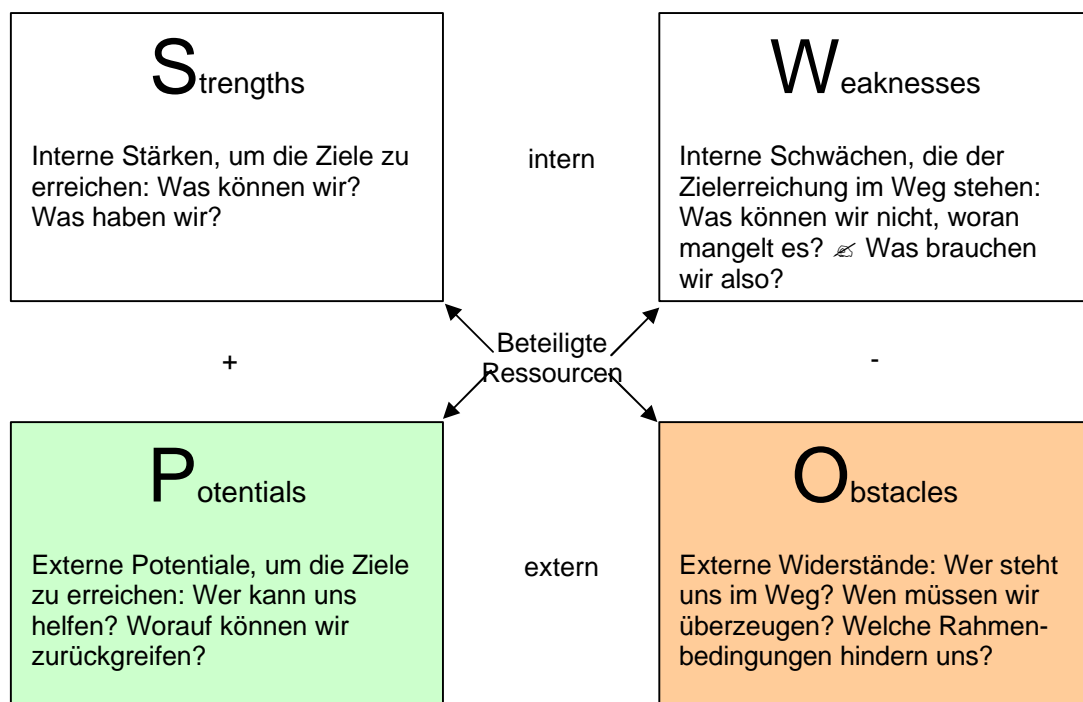 Strengths
Interne Stärken, um die Ziele zu
erreichen: Was können wir?
Was haben wir?
intern
Weaknesses
Interne Schwächen, die der
Zielerreichung im Weg stehen:
Was können wir nicht, woran
mangelt es? ✍ Was brauchen
wir also?
+
Beteiligte
Ressourcen
-
Potentials
Externe Potentiale, um die Ziele
zu erreichen: Wer kann uns
helfen? Worauf können wir
zurückgreifen?
extern
Obstacles
Externe Widerstände: Wer steht
uns im Weg? Wen müssen wir
überzeugen? Welche Rahmen-
bedingungen hindern uns?